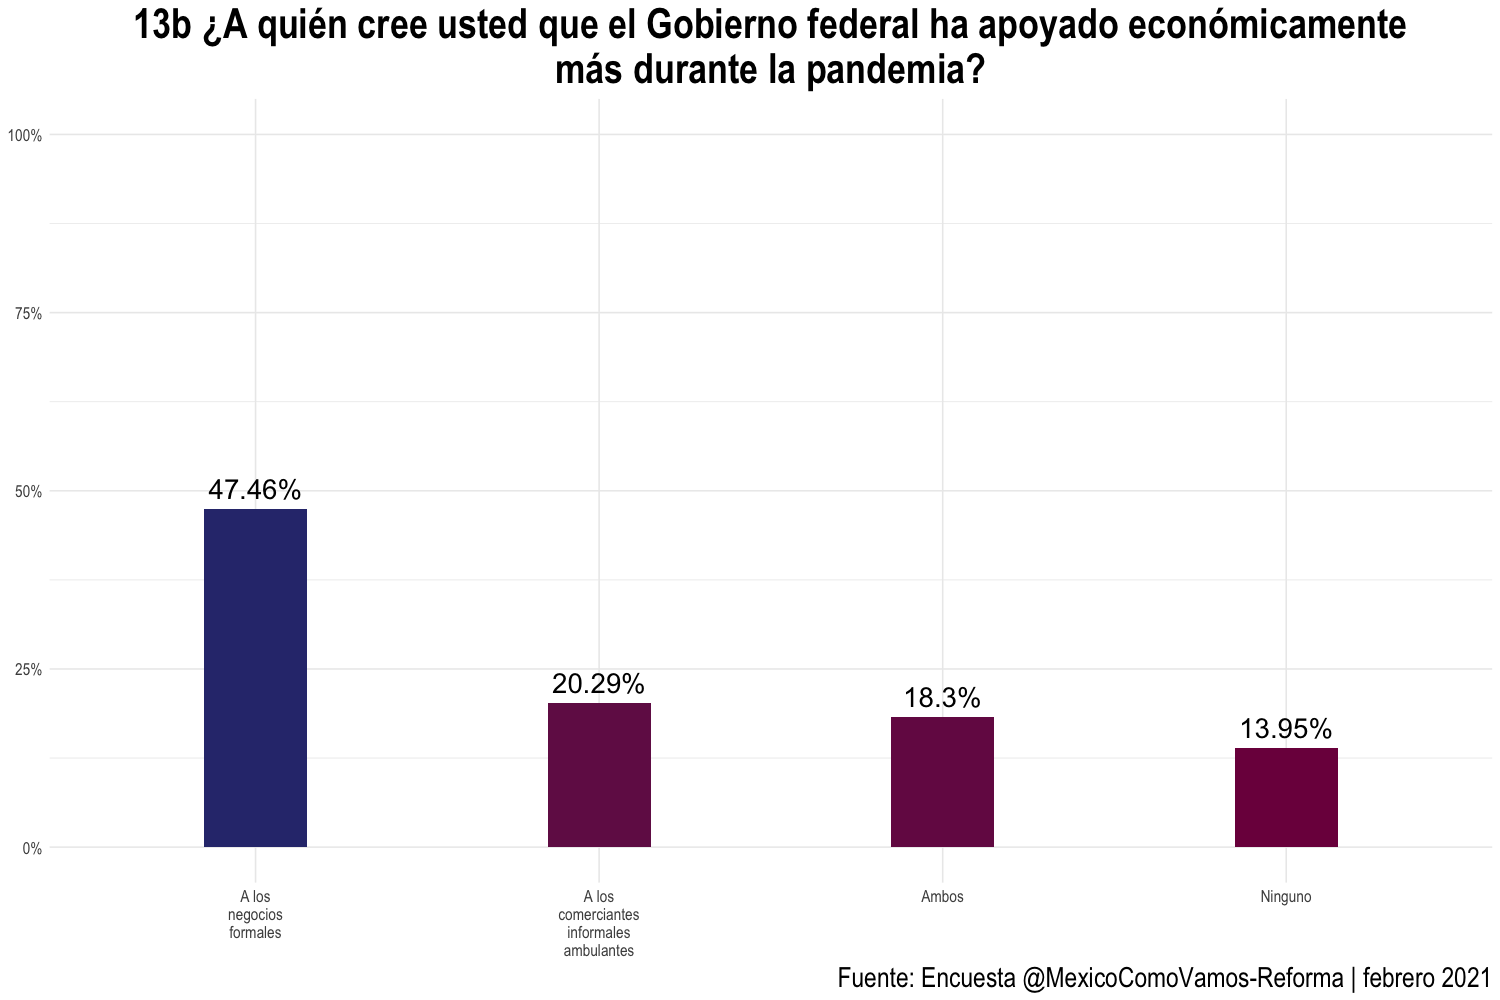 13b ¿A quién cree usted que el Gobierno federal ha apoyado económicamente
más durante la pandemia?
100%
75%
50%
25%
0%
47.46%
20.29%
18.3%
13.95%
A los
negocios
formales
A los
comerciantes
informales
ambulantes
Ambos
Ninguno
Fuente: Encuesta @MexicoComoVamos-Reforma | febrero 2021